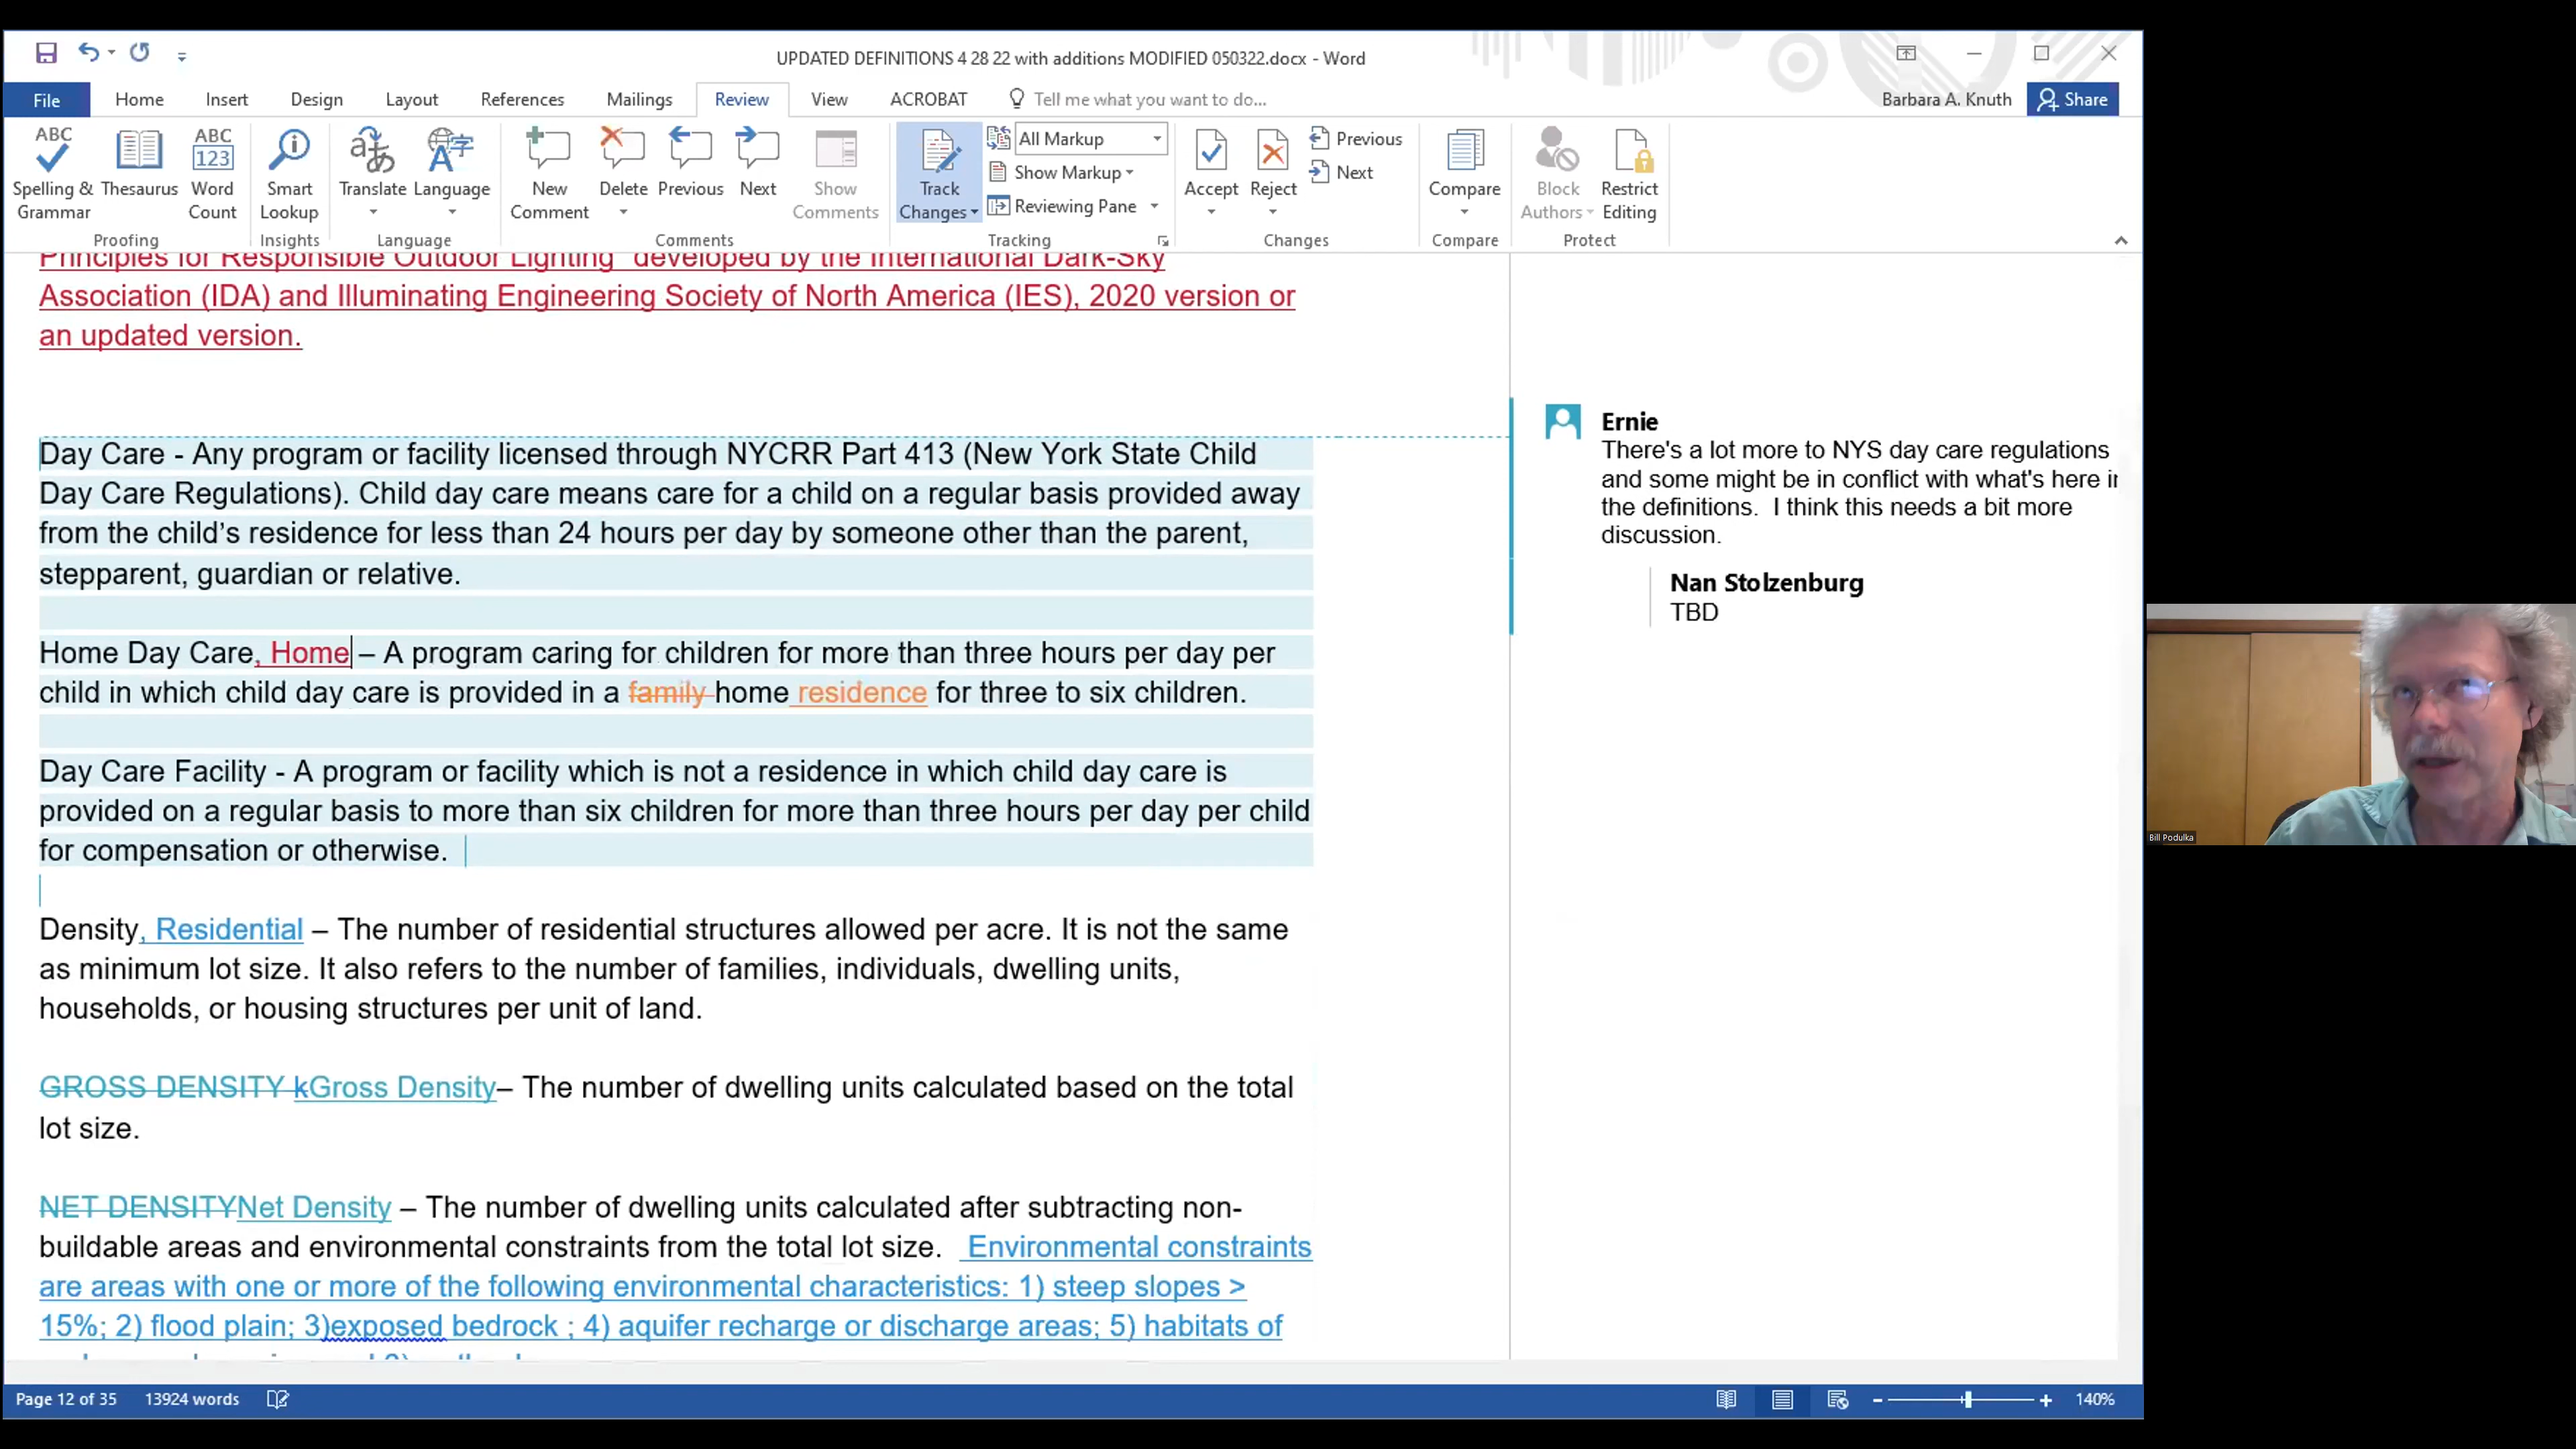 UPDATED DEFINITIONS 4 28 22 with additions MODIFIED 050322.docx - Word
File Home Insert Design Layout References Mailings Review View ACROBAT Tell me what you want to do... Barbara A. Knuth Share
Spelling & Grammar
Thesaurus
Word Count
Proofing
Smart Lookup
Insights
Translate
Language
Language
New Comment
Delete
Previous
Next
Show Comments
Comments
Track Changes
All Markup
Show Markup
Reviewing Pane
Tracking
Accept
Reject
Previous
Next
Changes
Compare
Compare
Block Authors
Restrict Editing
Protect
Principles for Responsible Outdoor Lighting" developed by the International Dark-Sky
Association (IDA) and Illuminating Engineering Society of North America (IES), 2020 version or
an updated version.
Day Care - Any program or facility licensed through NYCRR Part 413 (New York State Child
Day Care Regulations). Child day care means care for a child on a regular basis provided away
from the child's residence for less than 24 hours per day by someone other than the parent,
stepparent, guardian or relative.
Home Day Care, Home – A program caring for children for more than three hours per day per
child in which child day care is provided in a family home residence for three to six children.
Day Care Facility - A program or facility which is not a residence in which child day care is
provided on a regular basis to more than six children for more than three hours per day per child
for compensation or otherwise.
Density, Residential – The number of residential structures allowed per acre. It is not the same
as minimum lot size. It also refers to the number of families, individuals, dwelling units,
households, or housing structures per unit of land.
GROSS DENSITY kGross Density– The number of dwelling units calculated based on the total
lot size.
NET DENSITYNet Density – The number of dwelling units calculated after subtracting non-
buildable areas and environmental constraints from the total lot size. Environmental constraints
are areas with one or more of the following environmental characteristics: 1) steep slopes >
15%; 2) flood plain; 3)exposed bedrock ; 4) aquifer recharge or discharge areas; 5) habitats of
Ernie
There's a lot more to NYS day care regulations
and some might be in conflict with what's here in
the definitions. I think this needs a bit more
discussion.
Nan Stolzenburg
TBD
Bill Podulka
Page 12 of 35 13924 words 140%